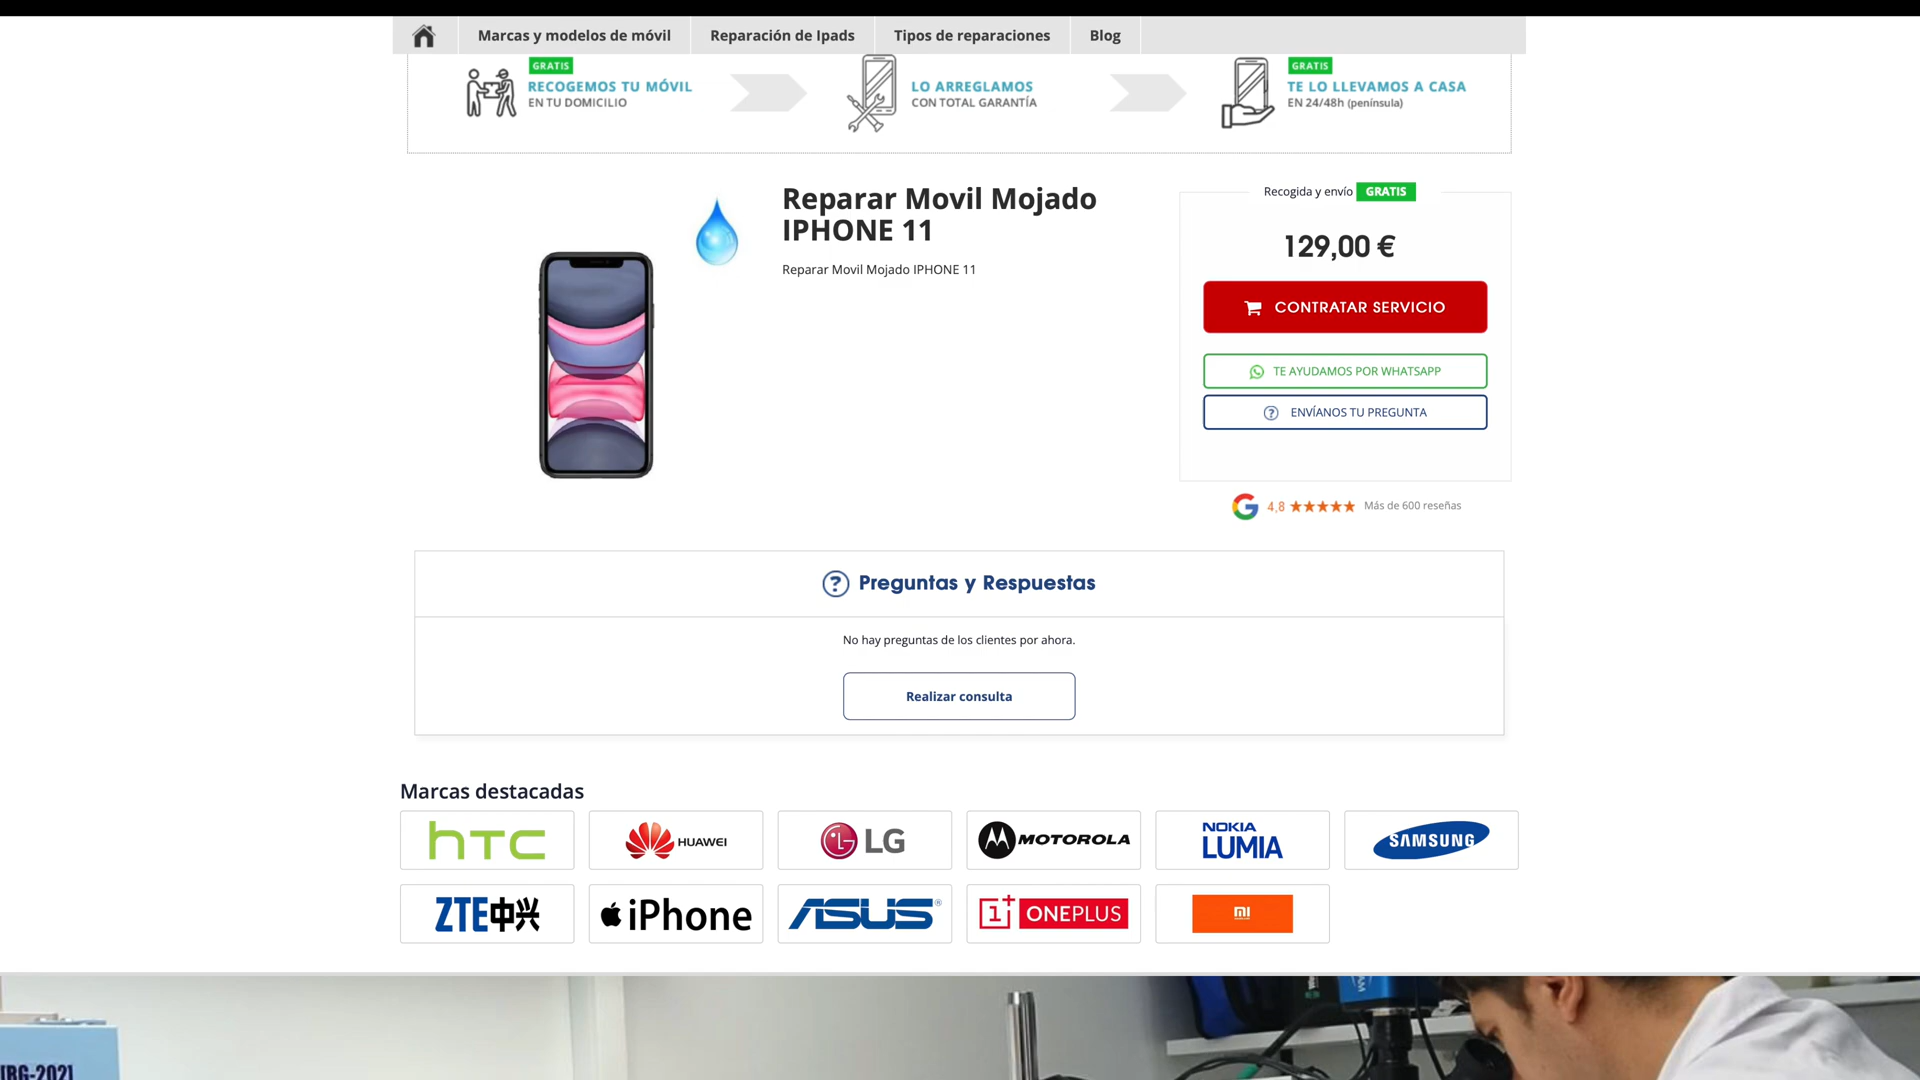 Marcas y modelos de móvil
Reparación de Ipads
Tipos de reparaciones
Blog
GRATIS
RECOGEMOS TU MÓVIL
EN TU DOMICILIO
LO ARREGLAMOS
CON TOTAL GARANTÍA
GRATIS
TE LO LLEVAMOS A CASA
EN 24/48h (península)
Reparar Movil Mojado
IPHONE 11
Reparar Movil Mojado IPHONE 11
Recogida y envío GRATIS
129,00 €
CONTRATAR SERVICIO
TE AYUDAMOS POR WHATSAPP
ENVÍANOS TU PREGUNTA
4,8
Más de 600 reseñas
Preguntas y Respuestas
No hay preguntas de los clientes por ahora.
Realizar consulta
Marcas destacadas
hTC
HUAWEI
LG
MOTOROLA
NOKIA
LUMIA
SAMSUNG
ZTE中兴
iPhone
ASUS
ONEPLUS
MI